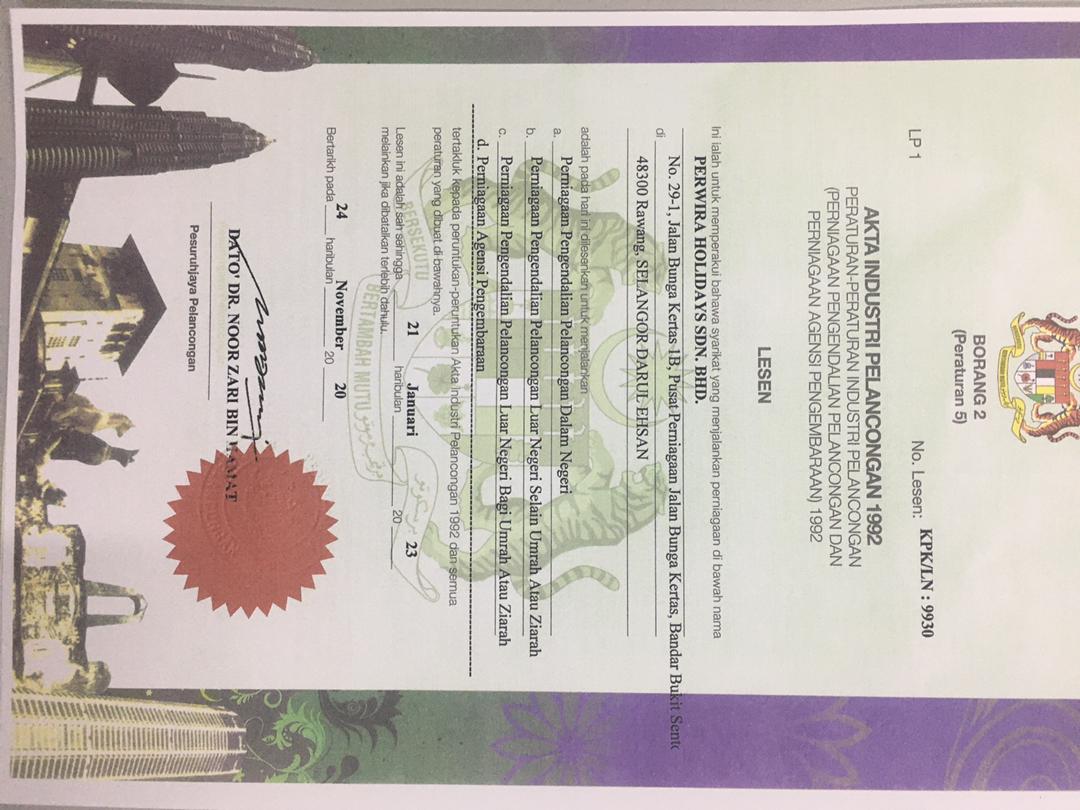 BORANG 2
(Peraturan 5)
LP 1
No. Lesen: KPK/LN : 9930
AKTA INDUSTRI PELANCONGAN 1992
PERATURAN-PERATURAN INDUSTRI PELANCONGAN
(PERNIAGAAN PENGENDALIAN PELANCONGAN DAN
PERNIAGAAN AGENSI PENGEMBARAAN) 1992
LESEN
Ini ialah untuk memperakui bahawa syarikat yang menjalankan perniagaan di bawah nama
PERWIRA HOLIDAYS SDN. BHD.
di No. 29-1, Jalan Bunga Kertas 1B, Pusat Perniagaan Jalan Bunga Kertas, Bandar Bukit Sento
48300 Rawang, SELANGOR DARUL EHSAN
adalah pada hari ini dilesenkan untuk menjalankan
a. Perniagaan Pengendalian Pelancongan Dalam Negeri
b. Perniagaan Pengendalian Pelancongan Luar Negeri Selain Umrah Atau Ziarah
c. Perniagaan Pengendalian Pelancongan Luar Negeri Bagi Umrah Atau Ziarah
d. Perniagaan Agensi Pengembaraan
tertakluk kepada peruntukan-peruntukan Akta Industri Pelancongan 1992 dan semua
peraturan yang dibuat di bawahnya.
Lesen ini adalah sah sehingga 21 haribulan Januari 20 23
melainkan jika dibatalkan terlebih dahulu.
Bertarikh pada 24 haribulan November 20 20
DATO' DR. NOOR ZARI BIN HAMAT
Pesuruhjaya Pelancongan
BERSEKUTU
BERTAMBAH MUTU